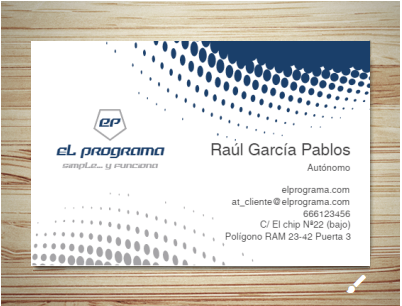 eP
eL PROGRAMA
simple... y funciona
Raúl García Pablos
Autónomo
elprograma.com
at_cliente@elprograma.com
666123456
C/ El chip Nª22 (bajo)
Polígono RAM 23-42 Puerta 3